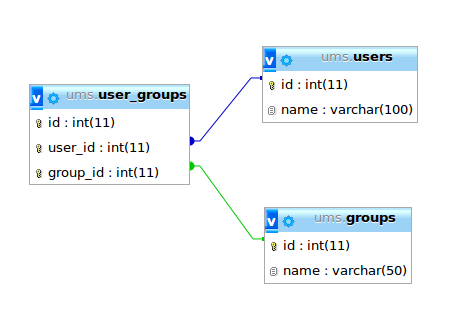 v ums.users
id : int(11)
name : varchar(100)
v ums.user_groups
id : int(11)
user_id : int(11)
group_id : int(11)
v ums.groups
id : int(11)
name : varchar(50)